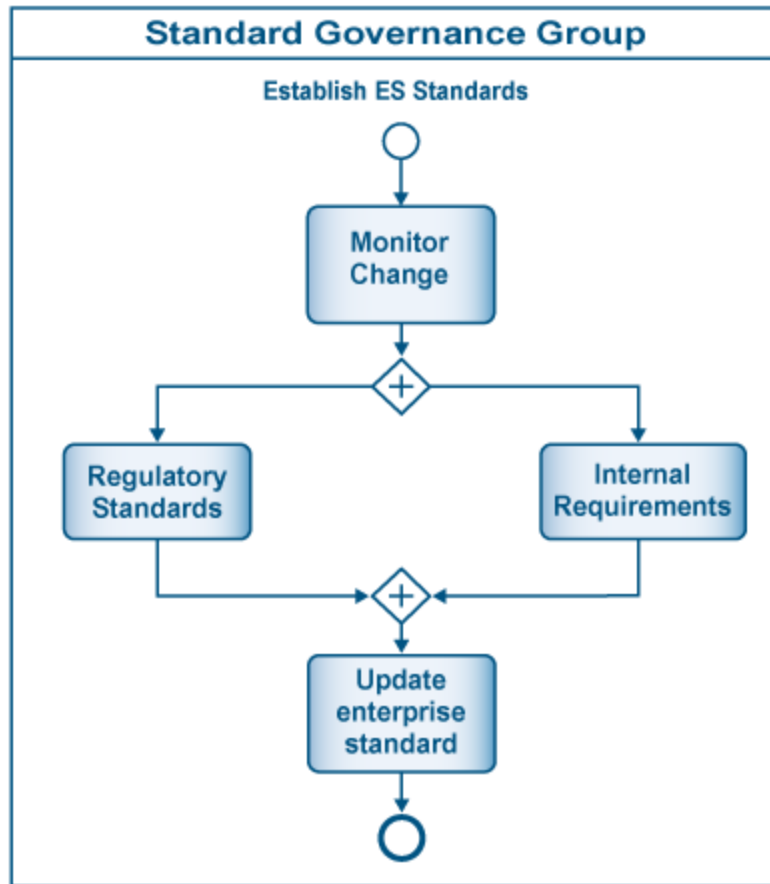 Standard Governance Group
Establish ES Standards
Monitor
Change
Regulatory
Standards
Internal
Requirements
Update
enterprise
standard